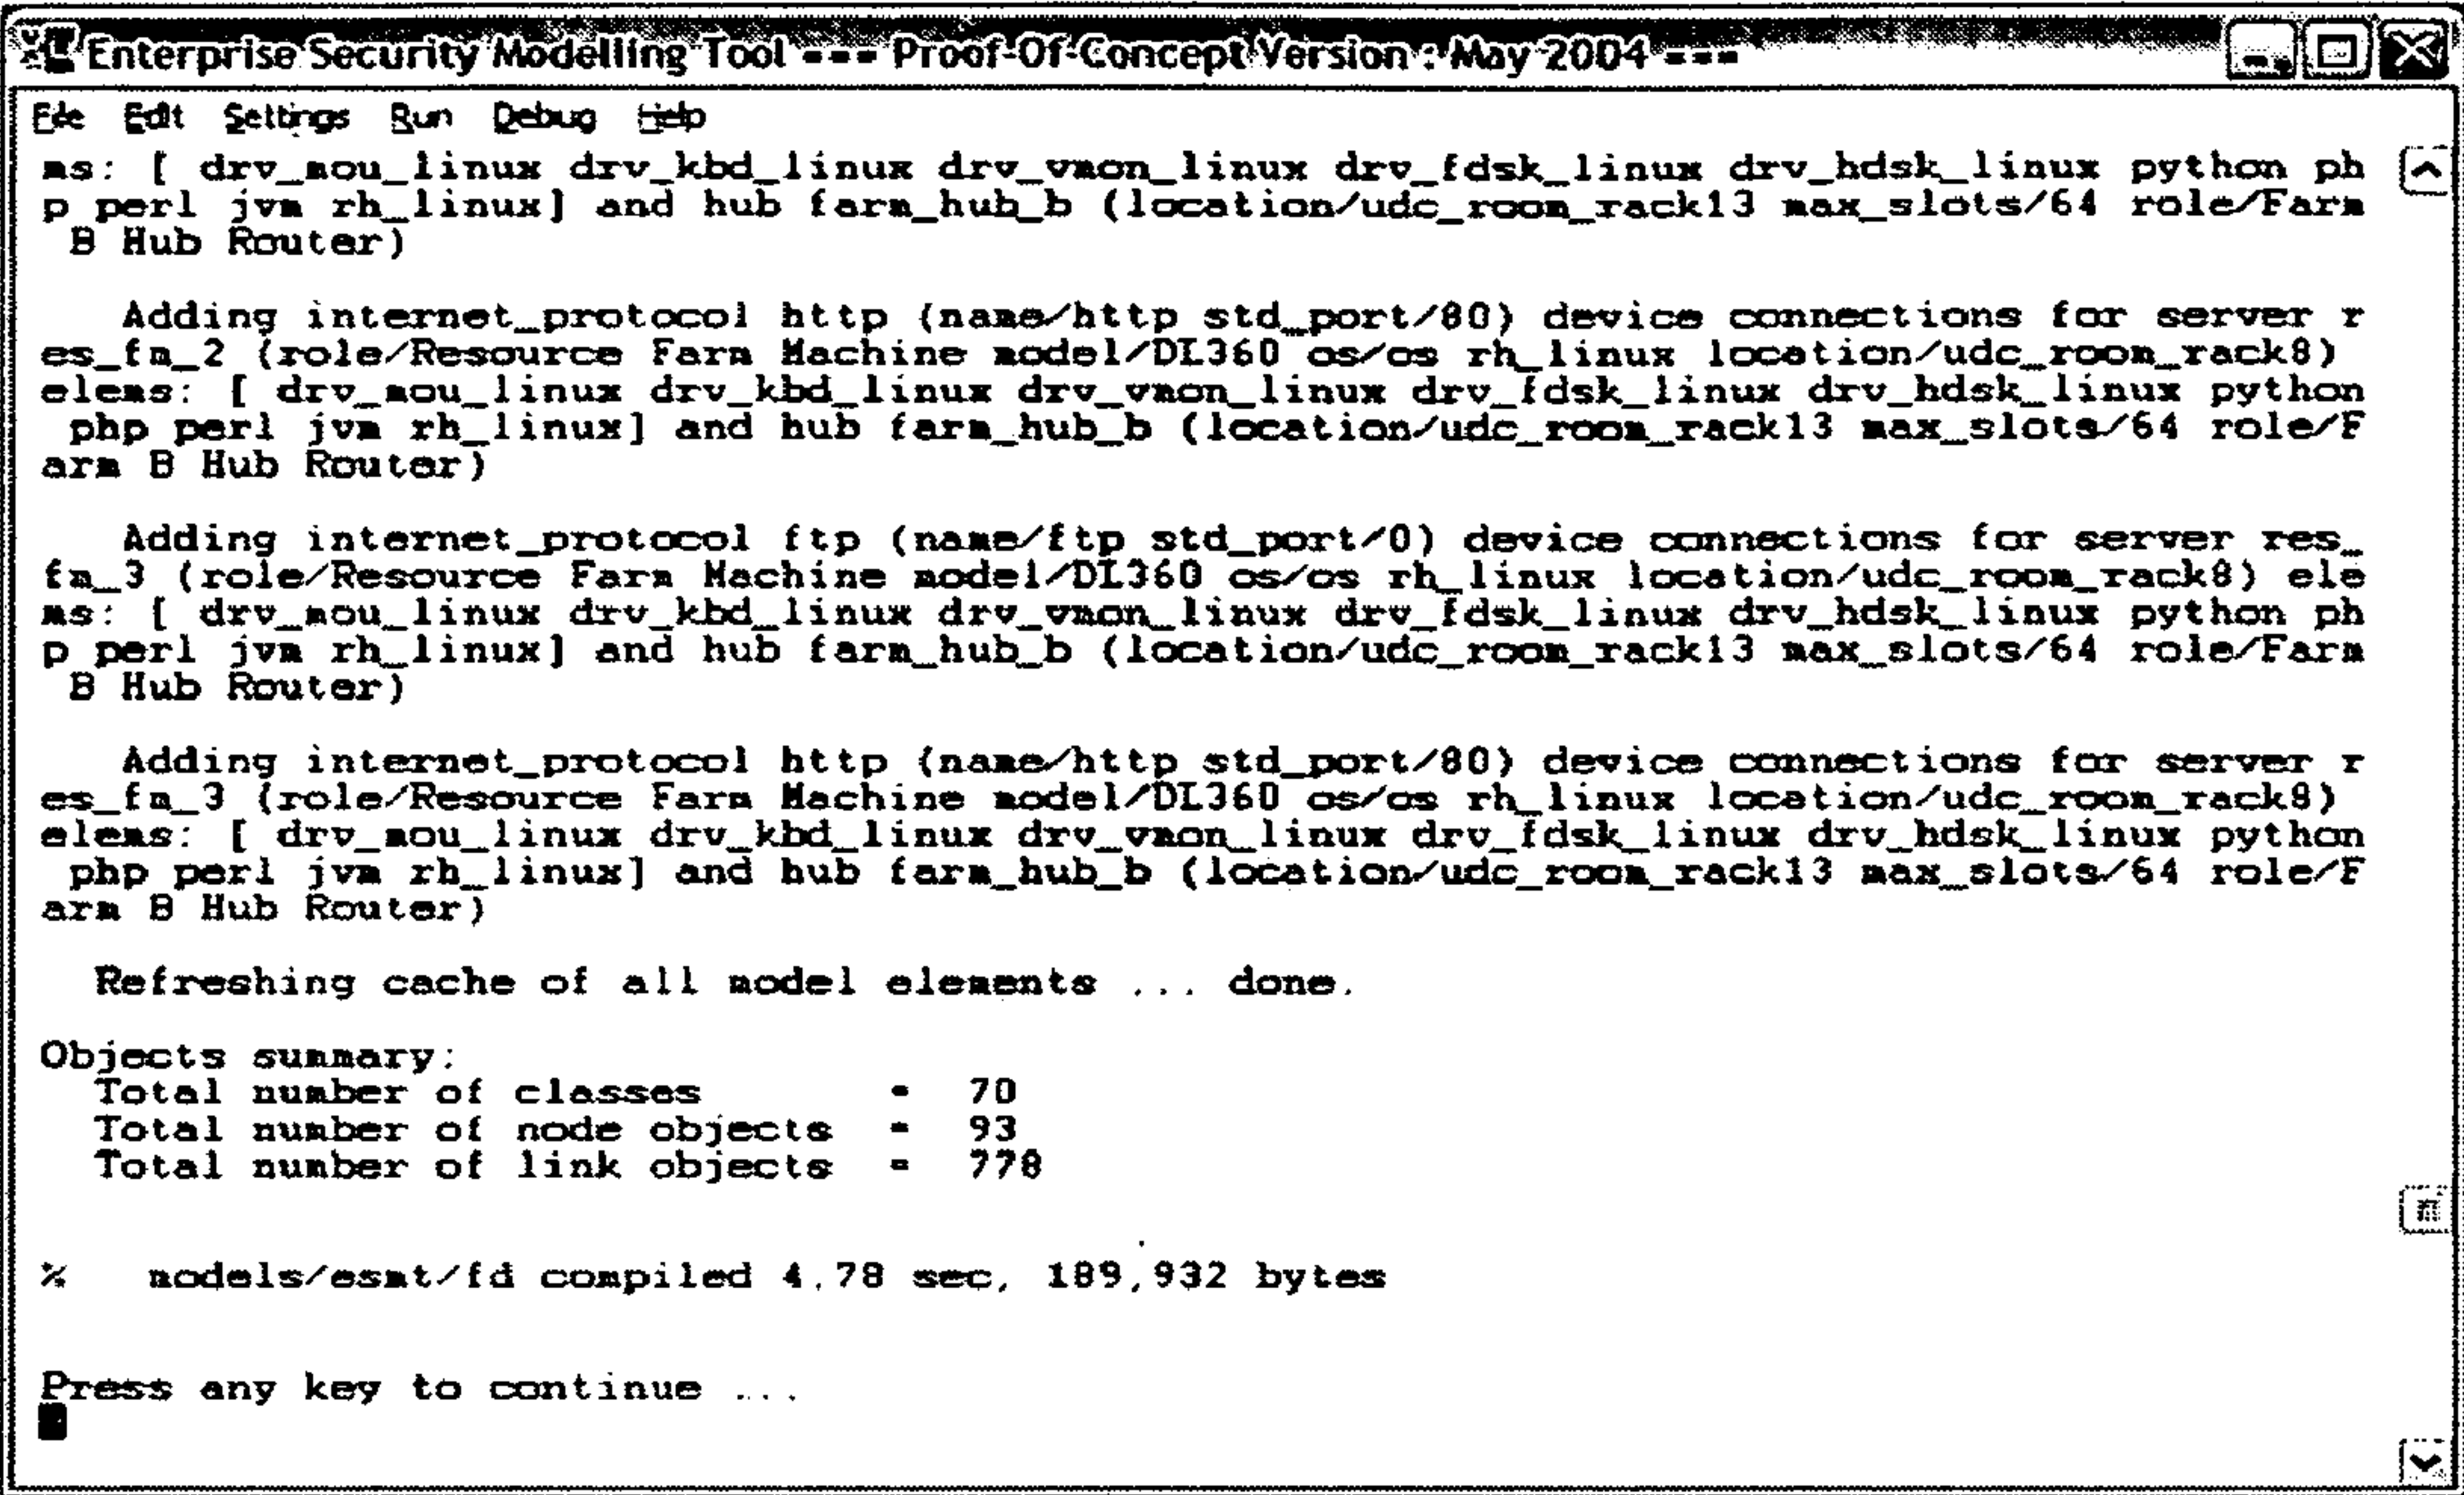 Enterprise Security Modelling Tool === Proof-Of-Concept Version : May 2004 ===
File Edit Settings Run Debug Help
ms: [ drv_mou_linux drv_kbd_linux drv_vmon_linux drv_fdsk_linux drv_hdsk_linux python ph
p perl jvm rh_linux] and hub farm_hub_b (location/udc_room_rack13 max_slots/64 role/Farm
 B Hub Router)
Adding internet_protocol http (name/http std_port/80) device connections for server r
es_fm_2 (role/Resource Farm Machine model/DL360 os/os rh_linux location/udc_room_rack8)
elems: [ drv_mou_linux drv_kbd_linux drv_vmon_linux drv_fdsk_linux drv_hdsk_linux python
 php perl jvm rh_linux] and hub farm_hub_b (location/udc_room_rack13 max_slots/64 role/F
arm B Hub Router)
Adding internet_protocol ftp (name/ftp std_port/0) device connections for server res_
fm_3 (role/Resource Farm Machine model/DL360 os/os rh_linux location/udc_room_rack8) ele
ms: [ drv_mou_linux drv_kbd_linux drv_vmon_linux drv_fdsk_linux drv_hdsk_linux python ph
p perl jvm rh_linux] and hub farm_hub_b (location/udc_room_rack13 max_slots/64 role/Farm
 B Hub Router)
Adding internet_protocol http (name/http std_port/80) device connections for server r
es_fm_3 (role/Resource Farm Machine model/DL360 os/os rh_linux location/udc_room_rack8)
elems: [ drv_mou_linux drv_kbd_linux drv_vmon_linux drv_fdsk_linux drv_hdsk_linux python
 php perl jvm rh_linux] and hub farm_hub_b (location/udc_room_rack13 max_slots/64 role/F
arm B Hub Router)
Refreshing cache of all model elements ... done.
Objects summary:
Total number of classes = 70
Total number of node objects = 93
Total number of link objects = 778
% models/esmt/fd compiled 4.78 sec, 189,932 bytes
Press any key to continue ...